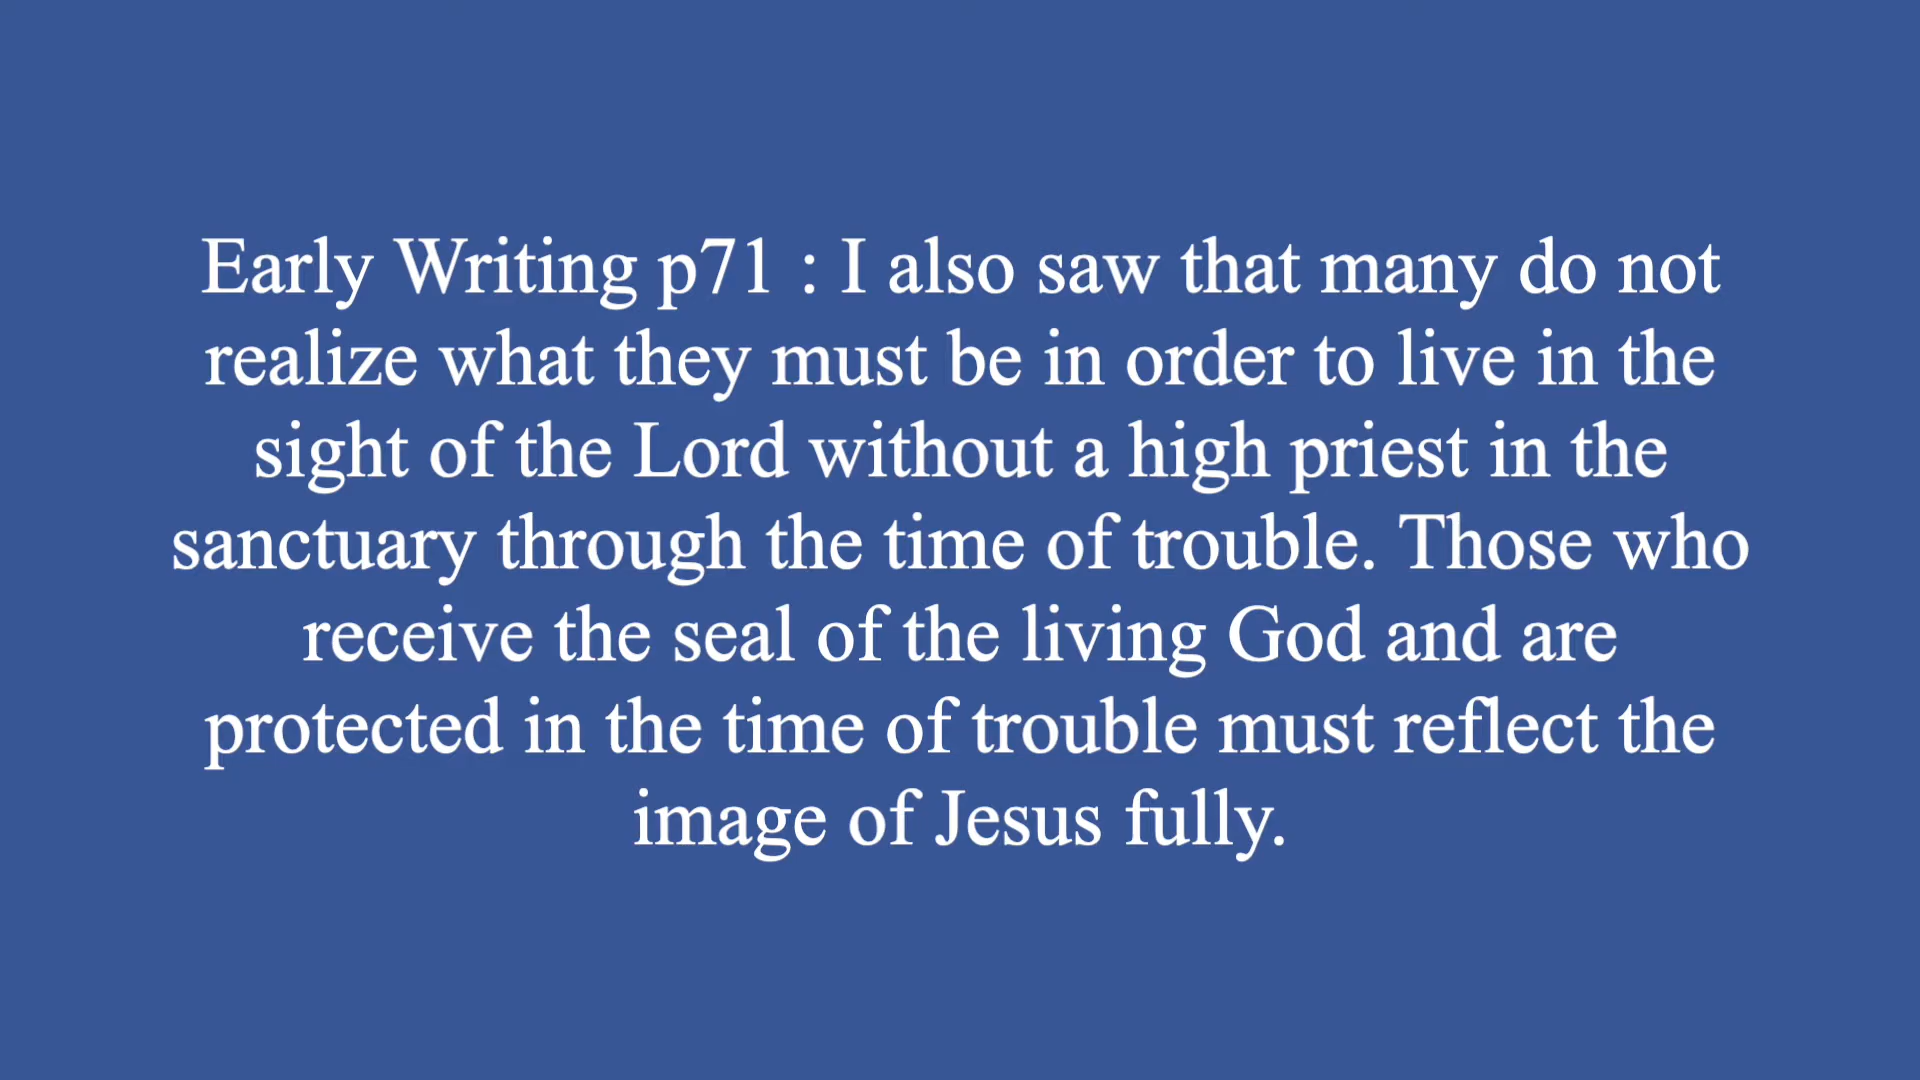 Early Writing p71 : I also saw that many do not
realize what they must be in order to live in the
sight of the Lord without a high priest in the
sanctuary through the time of trouble. Those who
receive the seal of the living God and are
protected in the time of trouble must reflect the
image of Jesus fully.